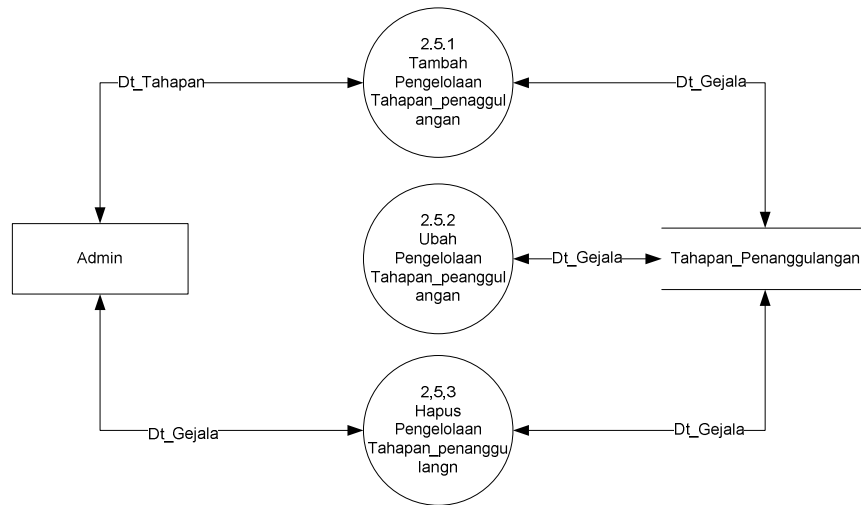 2.5.1
Tambah
Pengelolaan
Tahapan_penaggul
angan
Dt_Tahapan
Dt_Gejala
Admin
2.5.2
Ubah
Pengelolaan
Tahapan_peanggul
angan
Dt_Gejala
Tahapan_Penanggulangan
2,5,3
Hapus
Pengelolaan
Tahapan_penanggu
langn
Dt_Gejala
Dt_Gejala